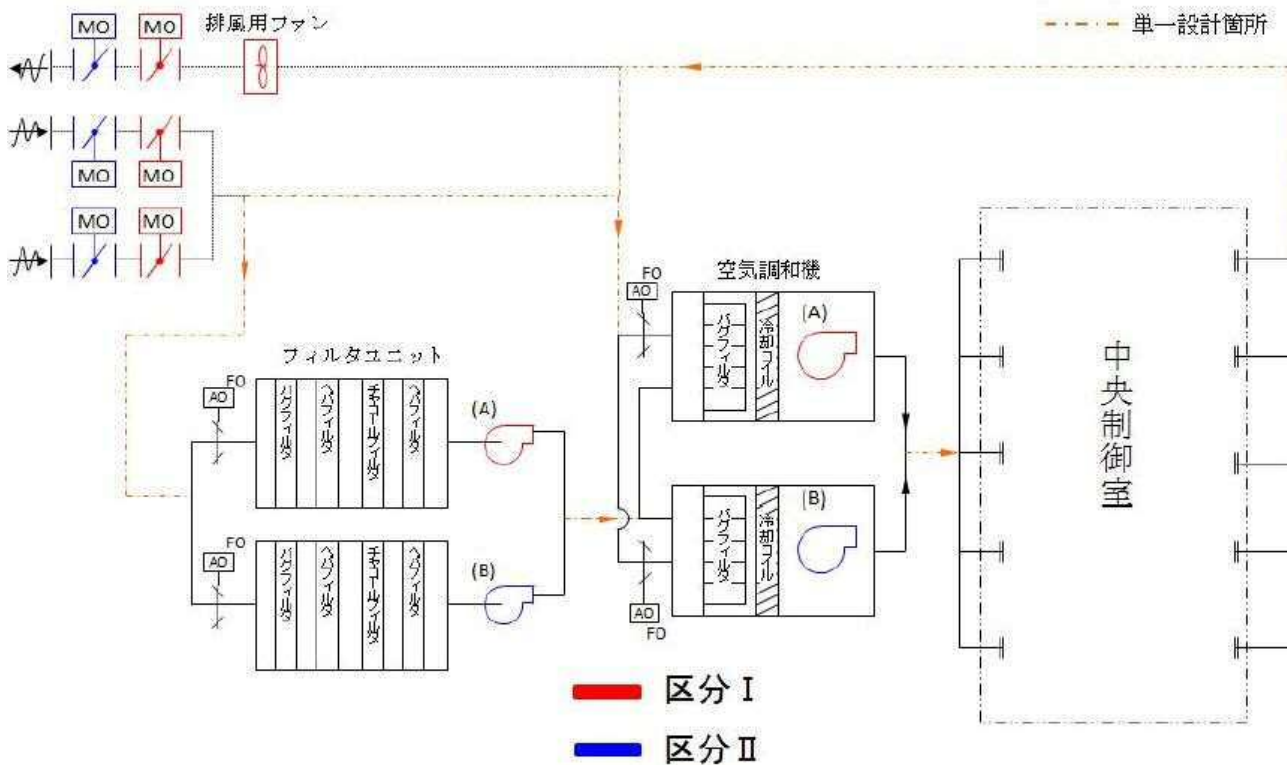 MO
MO
排風用ファン
単一設計箇所
MO
MO
MO
MO
空気調和機
FO
AO
バグフィルタ
冷却コイル
(A)
フィルタユニット
FO
AO
バグフィルタ
ヘパフィルタ
チャコールフィルタ
ヘパフィルタ
(A)
中央制御室
バグフィルタ
冷却コイル
(B)
FO
AO
バグフィルタ
ヘパフィルタ
チャコールフィルタ
ヘパフィルタ
(B)
AO
FO
区分Ⅰ
区分Ⅱ